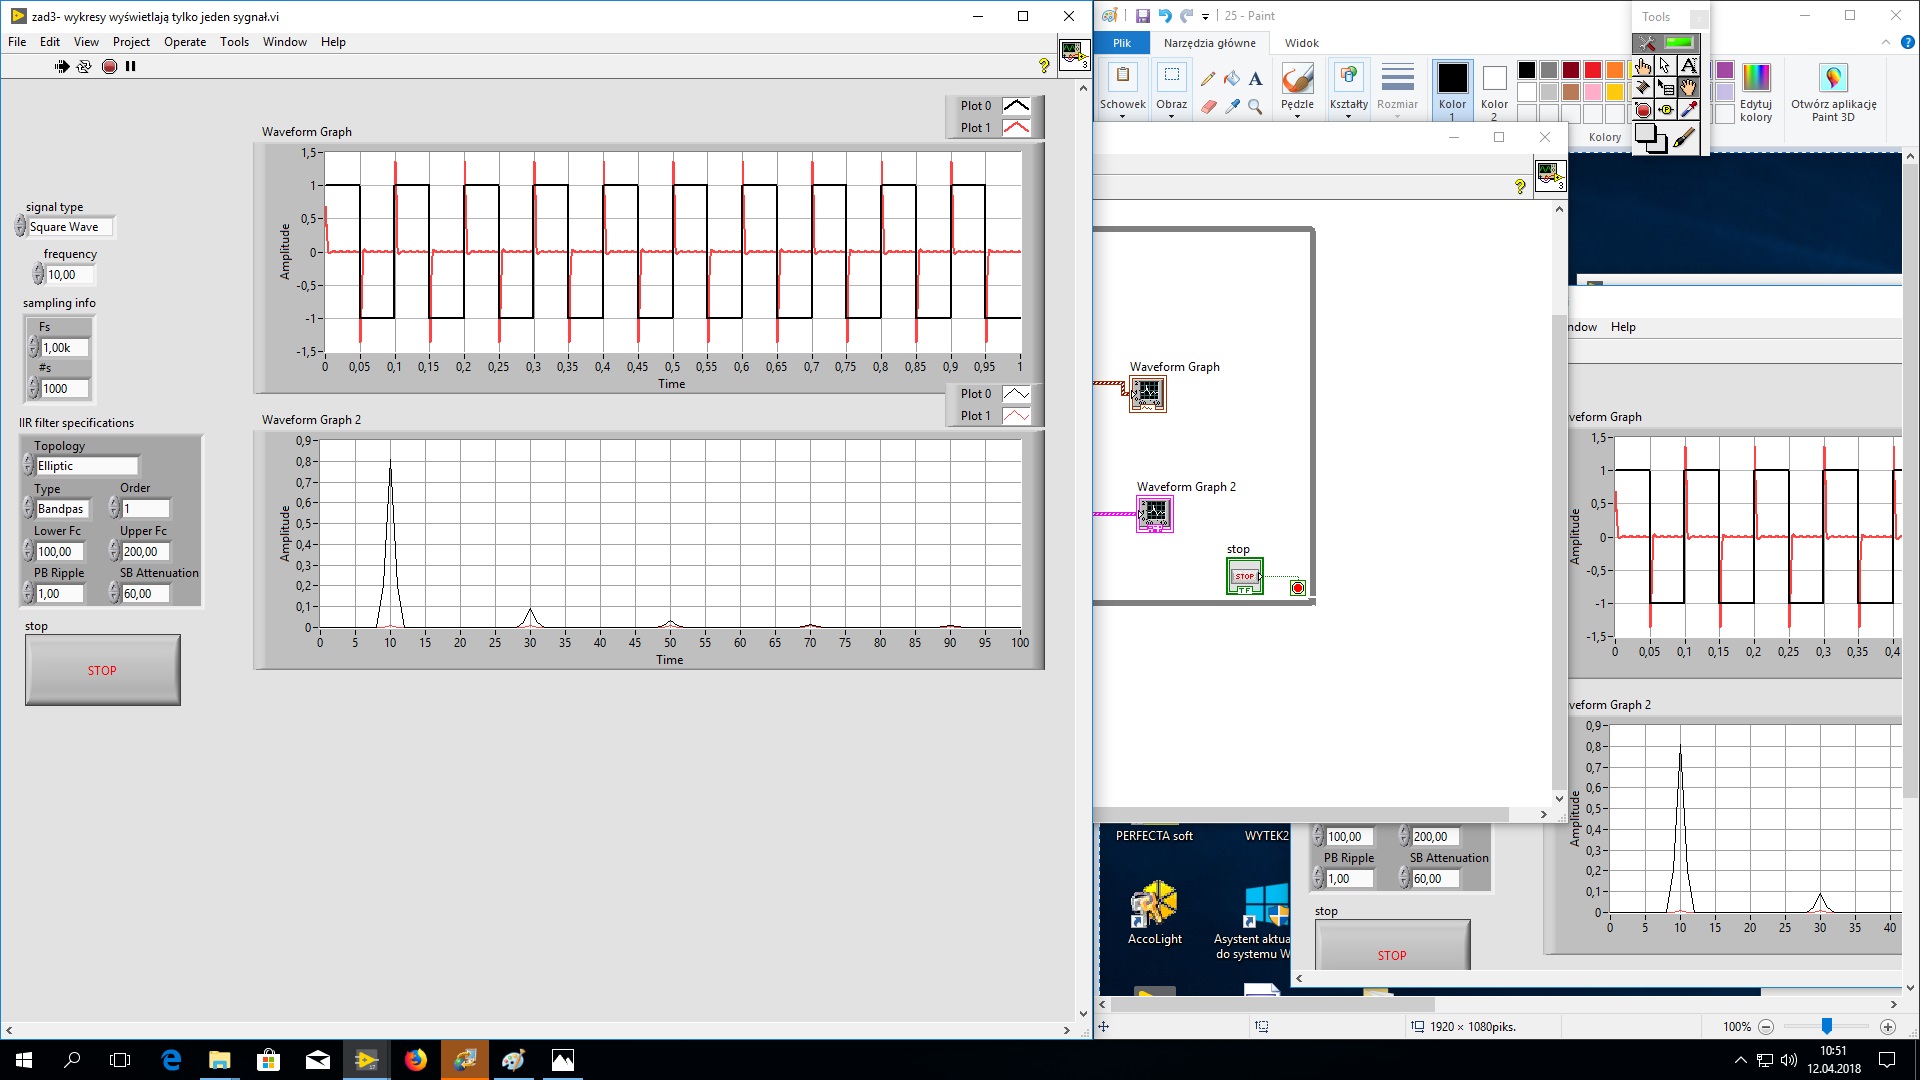 zad3- wykresy wyświetlają tylko jeden sygnał.vi
File Edit View Project Operate Tools Window Help
3
Plot 0
Plot 1
Waveform Graph
1,5
1
0,5
0
-0,5
-1
-1,5
Amplitude
0 0,05 0,1 0,15 0,2 0,25 0,3 0,35 0,4 0,45 0,5 0,55 0,6 0,65 0,7 0,75 0,8 0,85 0,9 0,95 1
Time
signal type
Square Wave
frequency
10,00
sampling info
Fs
1,00k
#s
1000
IIR filter specifications
Topology
Elliptic
Type Order
Bandpas 1
Lower Fc Upper Fc
100,00 200,00
PB Ripple SB Attenuation
1,00 60,00
stop
STOP
Plot 0
Plot 1
Waveform Graph 2
0,9
0,8
0,7
0,6
0,5
0,4
0,3
0,2
0,1
0
Amplitude
0 5 10 15 20 25 30 35 40 45 50 55 60 65 70 75 80 85 90 95 100
Time
25 - Paint
Plik Narzędzia główne Widok
Schowek Obraz Pędzle Kształty Rozmiar Kolor 1 Kolor 2 Edytuj kolory Otwórz aplikację Paint 3D
Kolory
Tools
3
Waveform Graph
Waveform Graph 2
stop
STOP
TF
ndow Help
veform Graph
1,5
1
0,5
0
-0,5
-1
-1,5
Amplitude
0 0,05 0,1 0,15 0,2 0,25 0,3 0,35 0,4
veform Graph 2
0,9
0,8
0,7
0,6
0,5
0,4
0,3
0,2
0,1
0
Amplitude
0 5 10 15 20 25 30 35 40
PERFECTA soft WYTEK2
AccoLight
Asystent aktua
do systemu W
100,00 200,00
PB Ripple SB Attenuation
1,00 60,00
stop
STOP
1920 × 1080piks.
100%
10:51
12.04.2018